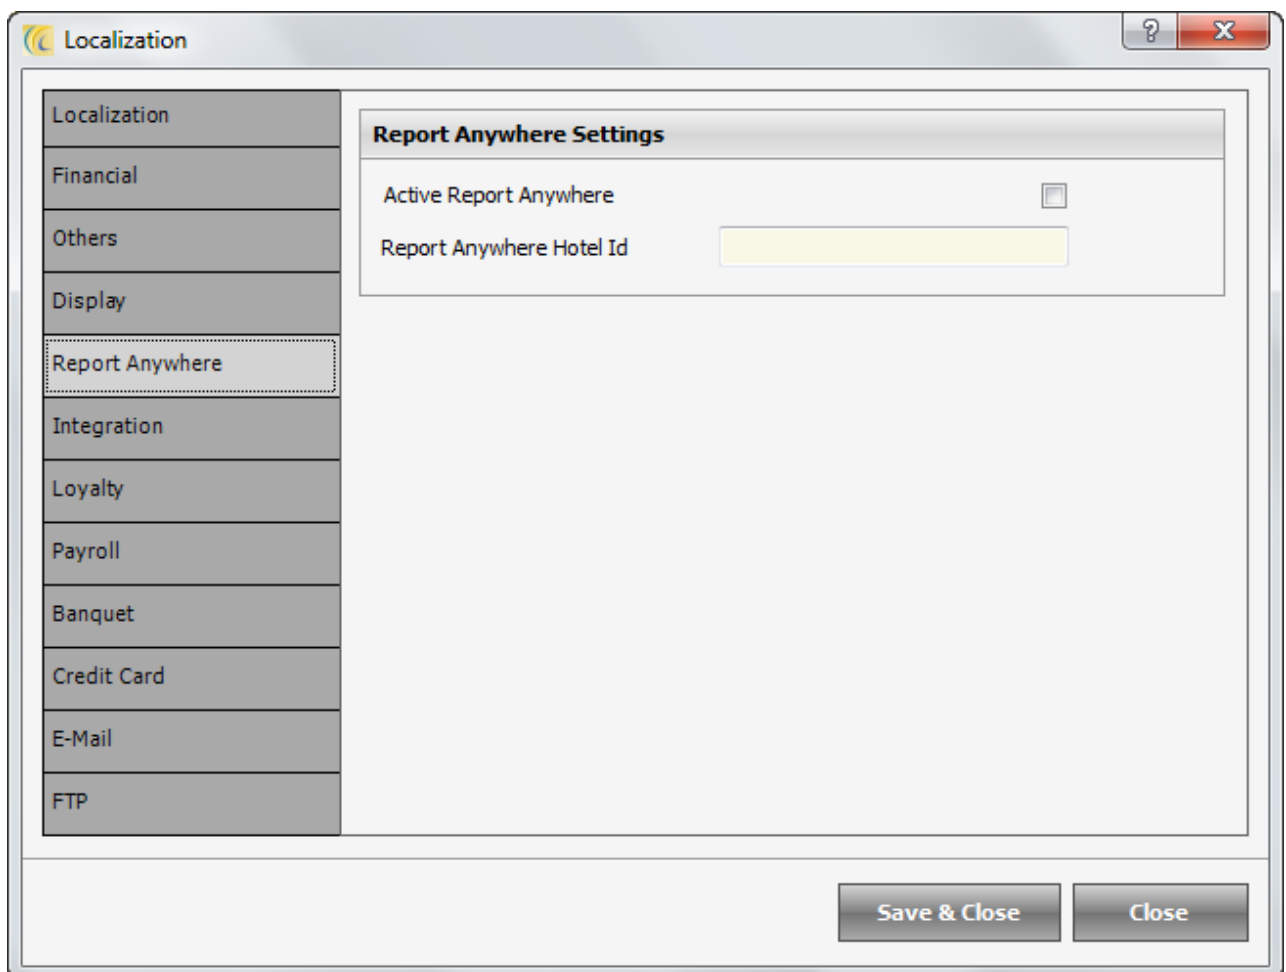 Localization
?
X
Localization
Financial
Others
Display
Report Anywhere
Integration
Loyalty
Payroll
Banquet
Credit Card
E-Mail
FTP
Report Anywhere Settings
Active Report Anywhere
Report Anywhere Hotel Id
Save & Close
Close